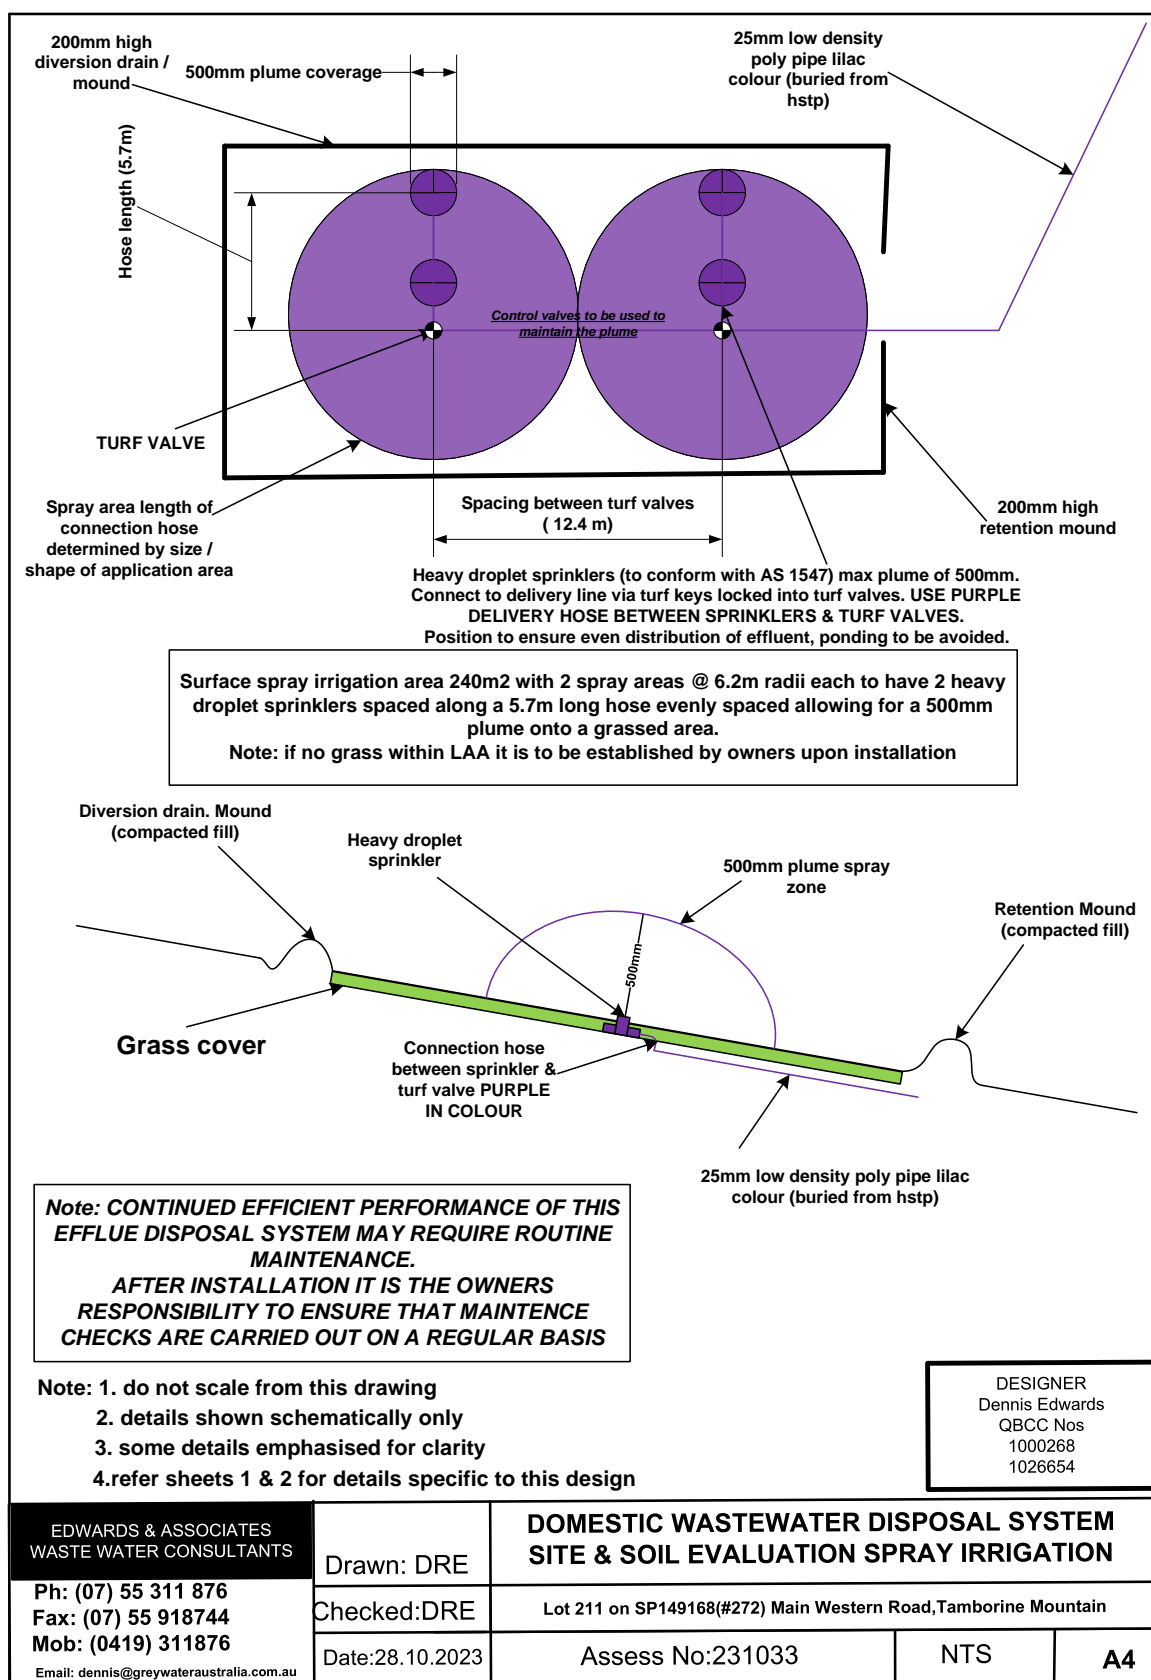 200mm high
diversion drain /
mound
500mm plume coverage
25mm low density
poly pipe lilac
colour (buried from
hstp)
Hose length (5.7m)
Control valves to be used to
maintain the plume
TURF VALVE
Spray area length of
connection hose
determined by size /
shape of application area
Spacing between turf valves
( 12.4 m)
200mm high
retention mound
Heavy droplet sprinklers (to conform with AS 1547) max plume of 500mm.
Connect to delivery line via turf keys locked into turf valves. USE PURPLE
DELIVERY HOSE BETWEEN SPRINKLERS & TURF VALVES.
Position to ensure even distribution of effluent, ponding to be avoided.
Surface spray irrigation area 240m2 with 2 spray areas @ 6.2m radii each to have 2 heavy
droplet sprinklers spaced along a 5.7m long hose evenly spaced allowing for a 500mm
plume onto a grassed area.
Note: if no grass within LAA it is to be established by owners upon installation
Diversion drain. Mound
(compacted fill)
Heavy droplet
sprinkler
500mm plume spray
zone
Retention Mound
(compacted fill)
500mm
Grass cover
Connection hose
between sprinkler &
turf valve PURPLE
IN COLOUR
25mm low density poly pipe lilac
colour (buried from hstp)
Note: CONTINUED EFFICIENT PERFORMANCE OF THIS
EFFLUE DISPOSAL SYSTEM MAY REQUIRE ROUTINE
MAINTENANCE.
AFTER INSTALLATION IT IS THE OWNERS
RESPONSIBILITY TO ENSURE THAT MAINTENCE
CHECKS ARE CARRIED OUT ON A REGULAR BASIS
Note: 1. do not scale from this drawing
2. details shown schematically only
3. some details emphasised for clarity
4.refer sheets 1 & 2 for details specific to this design
DESIGNER
Dennis Edwards
QBCC Nos
1000268
1026654
EDWARDS & ASSOCIATES
WASTE WATER CONSULTANTS
Ph: (07) 55 311 876
Fax: (07) 55 918744
Mob: (0419) 311876
Email: dennis@greywateraustralia.com.au
Drawn: DRE
Checked:DRE
Date:28.10.2023
DOMESTIC WASTEWATER DISPOSAL SYSTEM
SITE & SOIL EVALUATION SPRAY IRRIGATION
Lot 211 on SP149168(#272) Main Western Road,Tamborine Mountain
Assess No:231033
NTS
A4